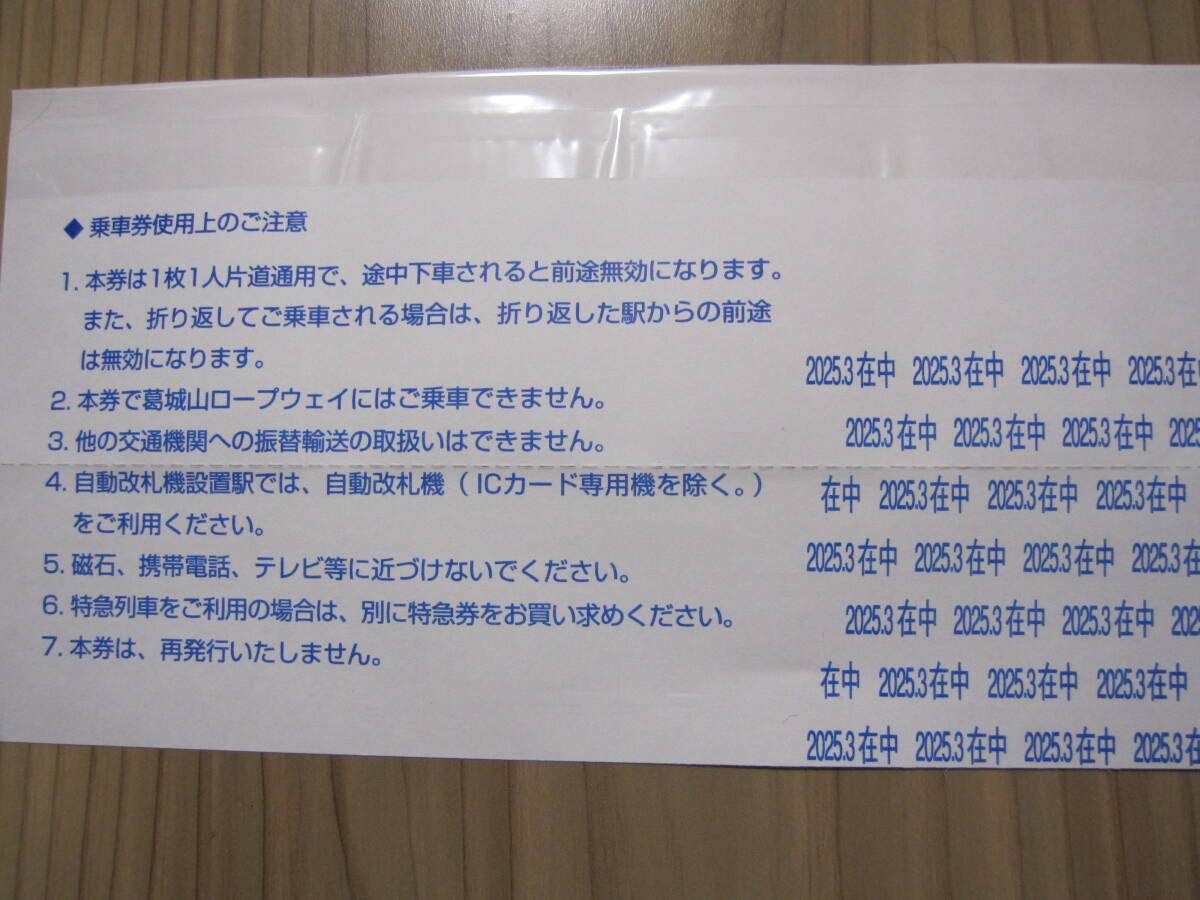 ◆乗車券使用上のご注意
1. 本券は1枚1人片道通用で、途中下車されると前途無効になります。
また、折り返してご乗車される場合は、折り返した駅からの前途
は無効になります。
2. 本券で葛城山ロープウェイにはご乗車できません。
3. 他の交通機関への振替輸送の取扱いはできません。
4. 自動改札機設置駅では、自動改札機（ICカード専用機を除く。）
をご利用ください。
5. 磁石、携帯電話、テレビ等に近づけないでください。
6. 特急列車をご利用の場合は、別に特急券をお買い求めください。
7. 本券は、再発行いたしません。
2025.3在中 2025.3在中 2025.3在中 2025.3在中
2025.3在中 2025.3在中 2025.3在中 2025
在中 2025.3在中 2025.3在中 2025.3在中
2025.3在中 2025.3在中 2025.3在中 2025.3在
2025.3在中 2025.3在中 2025.3在中 202
在中 2025.3在中 2025.3在中 2025.3在中
2025.3在中 2025.3在中 2025.3在中 2025.3在